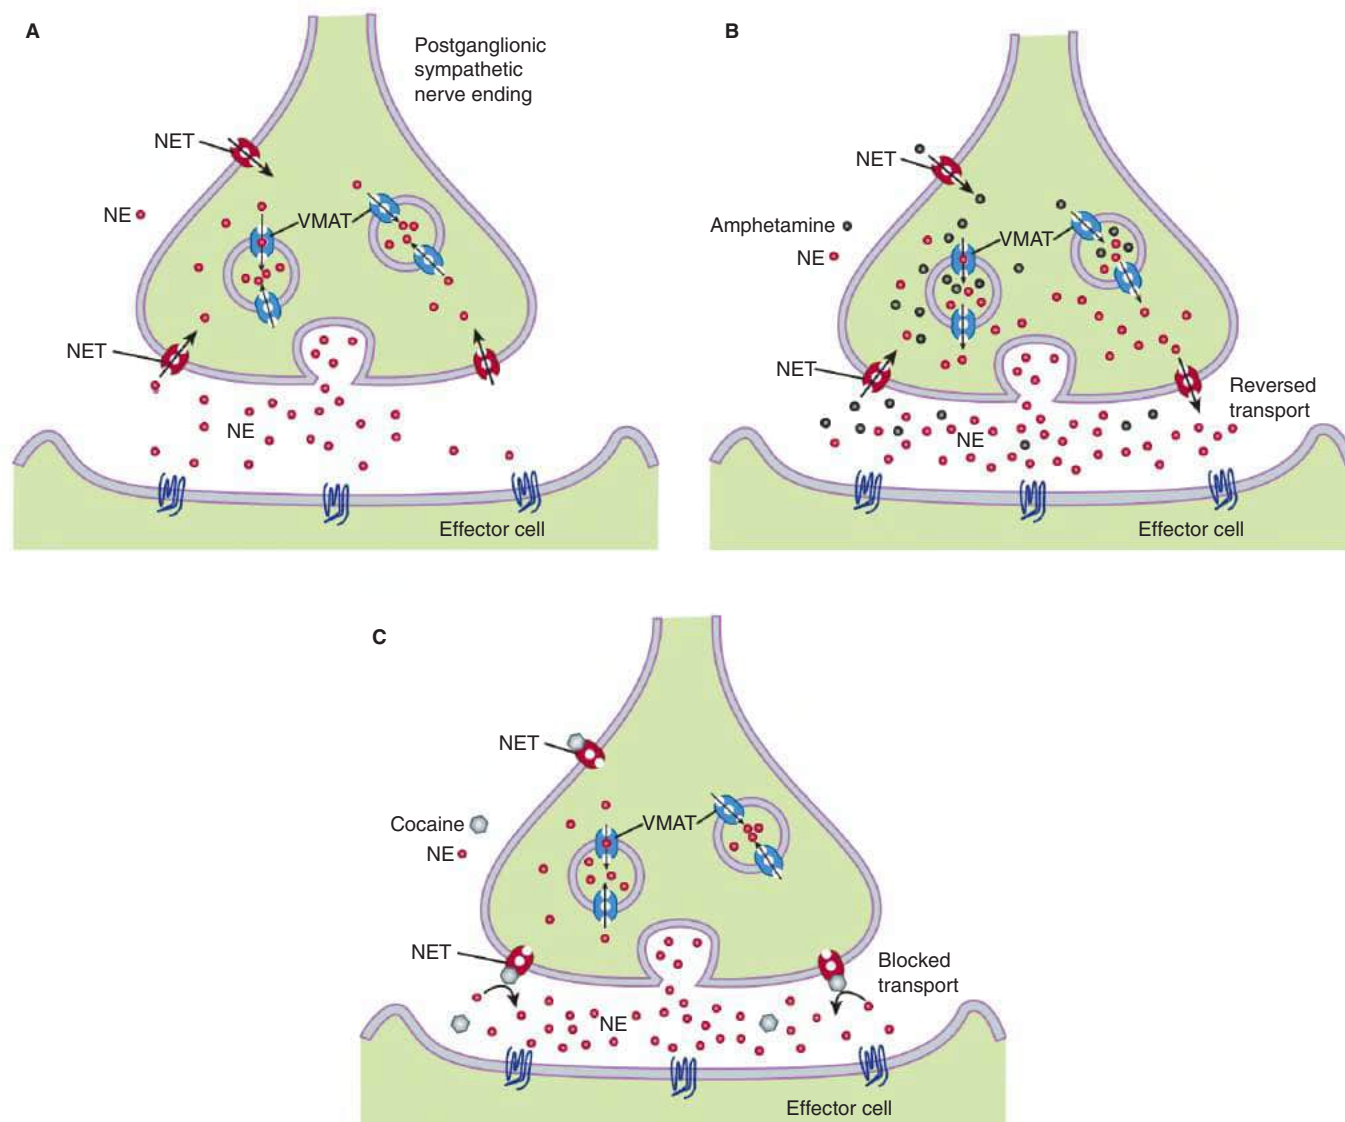 A
Postganglionic
sympathetic
nerve ending
NET
NE
VMAT
NET
NE
Effector cell
B
NET
Amphetamine
NE
VMAT
NET
Reversed
transport
NE
Effector cell
C
NET
Cocaine
NE
VMAT
NET
Blocked
transport
NE
Effector cell